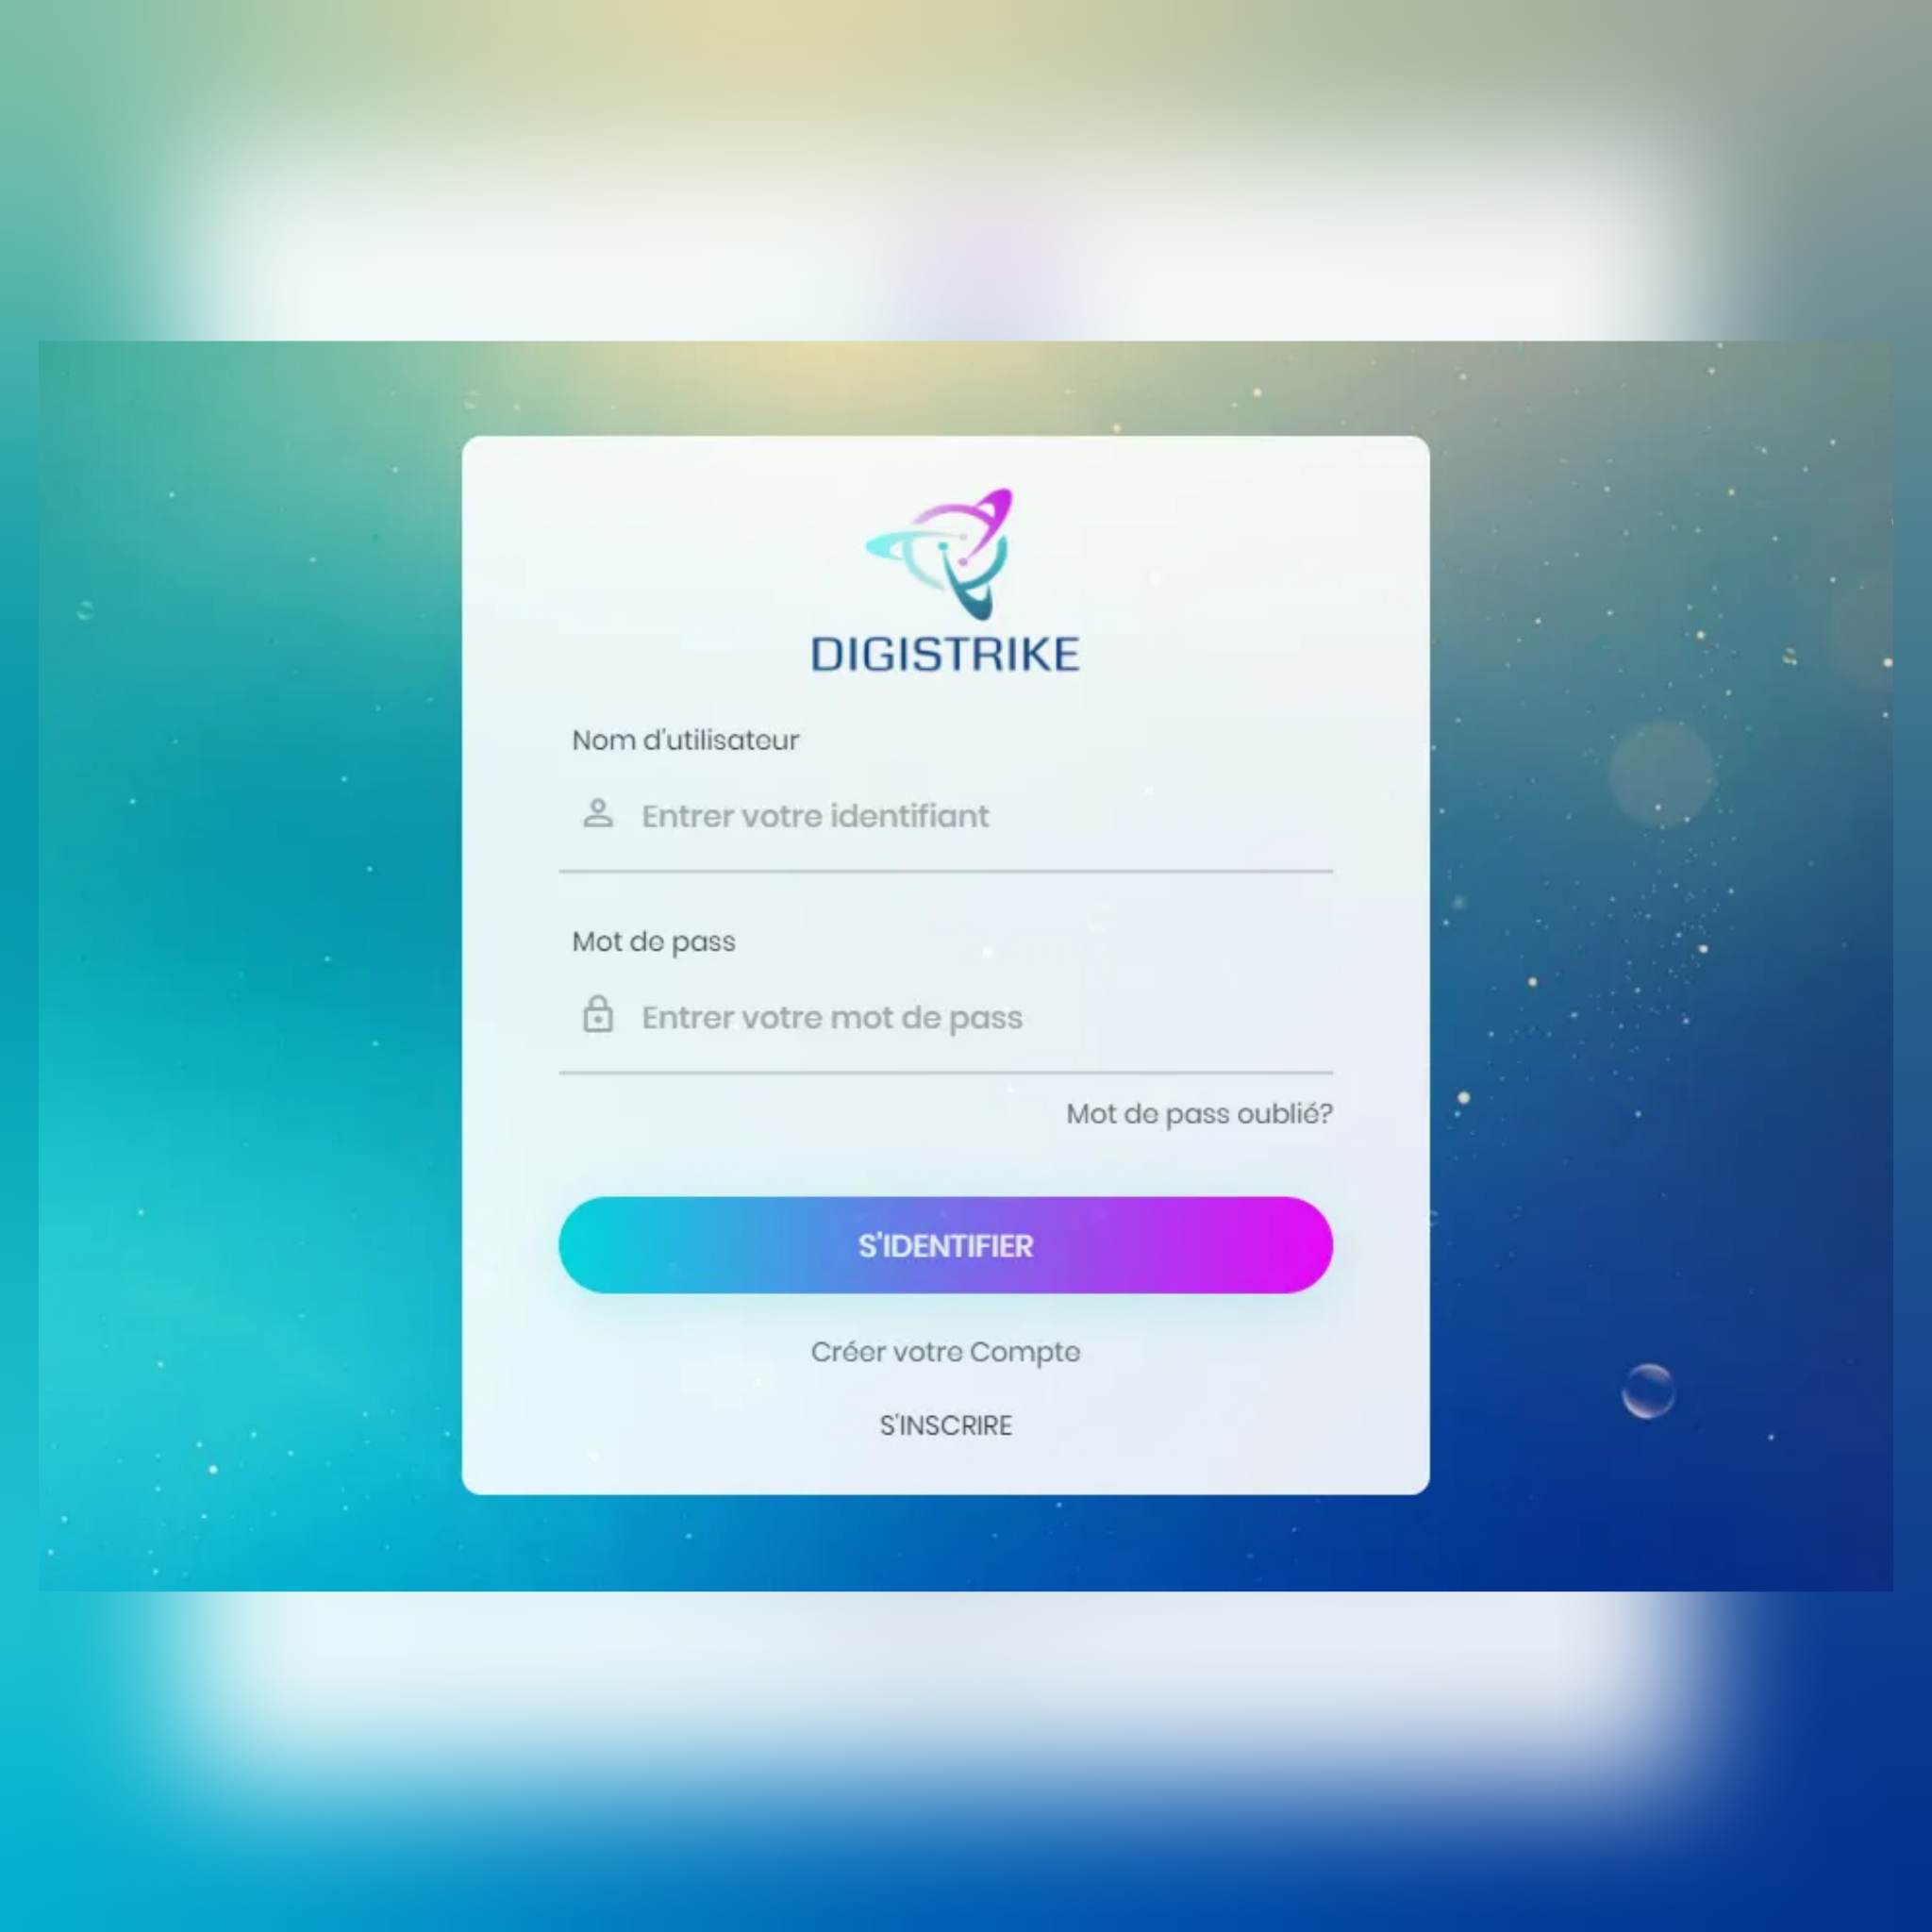 DIGISTRIKE
Nom d'utilisateur
Entrer votre identifiant
Mot de pass
Entrer votre mot de pass
Mot de pass oublié?
S'IDENTIFIER
Créer votre Compte
S'INSCRIRE